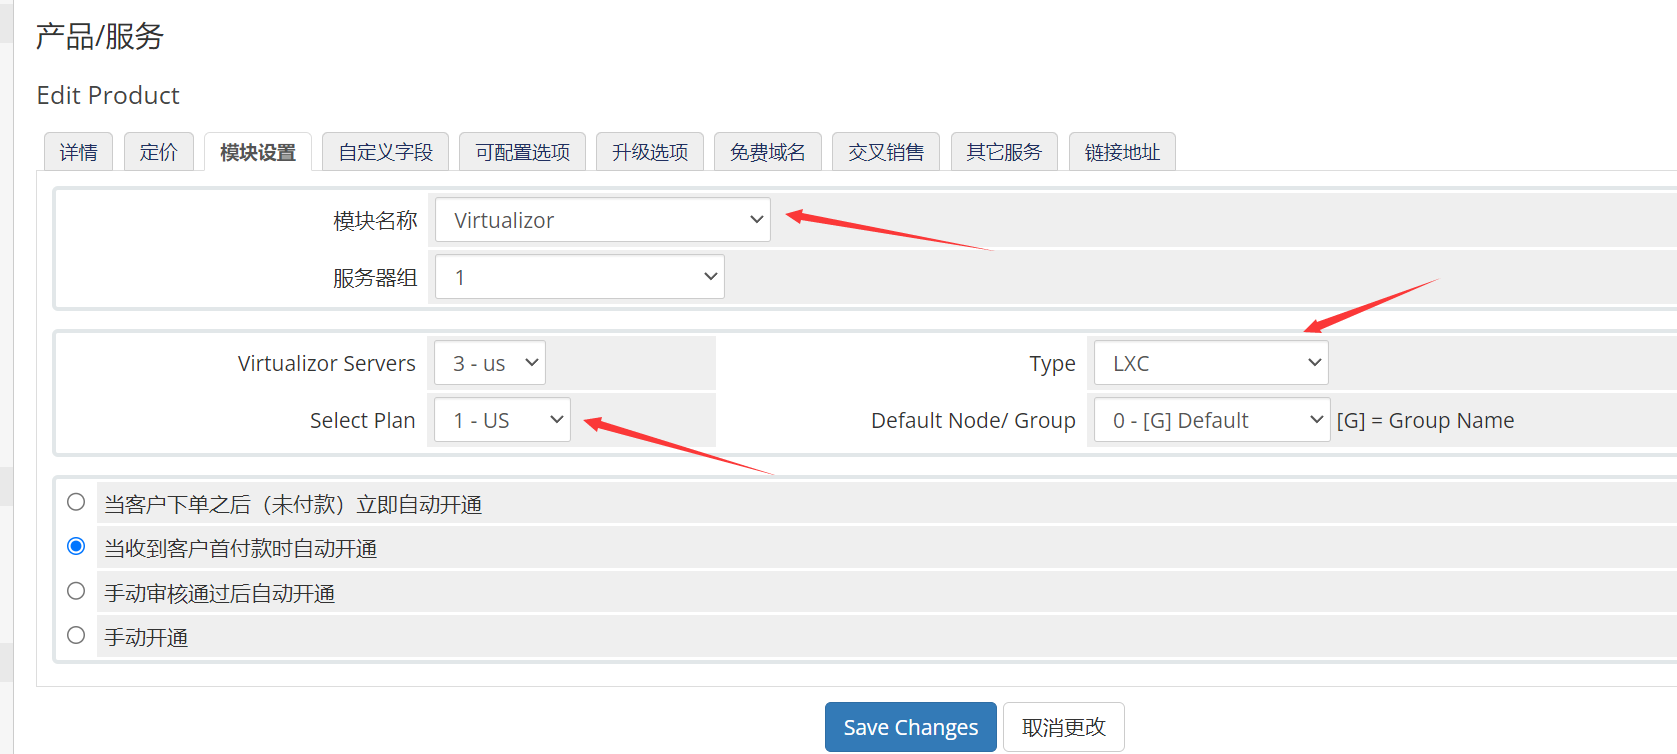 产品/服务
Edit Product
详情 定价 模块设置 自定义字段 可配置选项 升级选项 免费域名 交叉销售 其它服务 链接地址
模块名称 Virtualizor
服务器组 1
Virtualizor Servers 3 - us Type LXC
Select Plan 1 - US Default Node/ Group 0 - [G] Default [G] = Group Name
当客户下单之后（未付款）立即自动开通
当收到客户首付款时自动开通
手动审核通过后自动开通
手动开通
Save Changes 取消更改